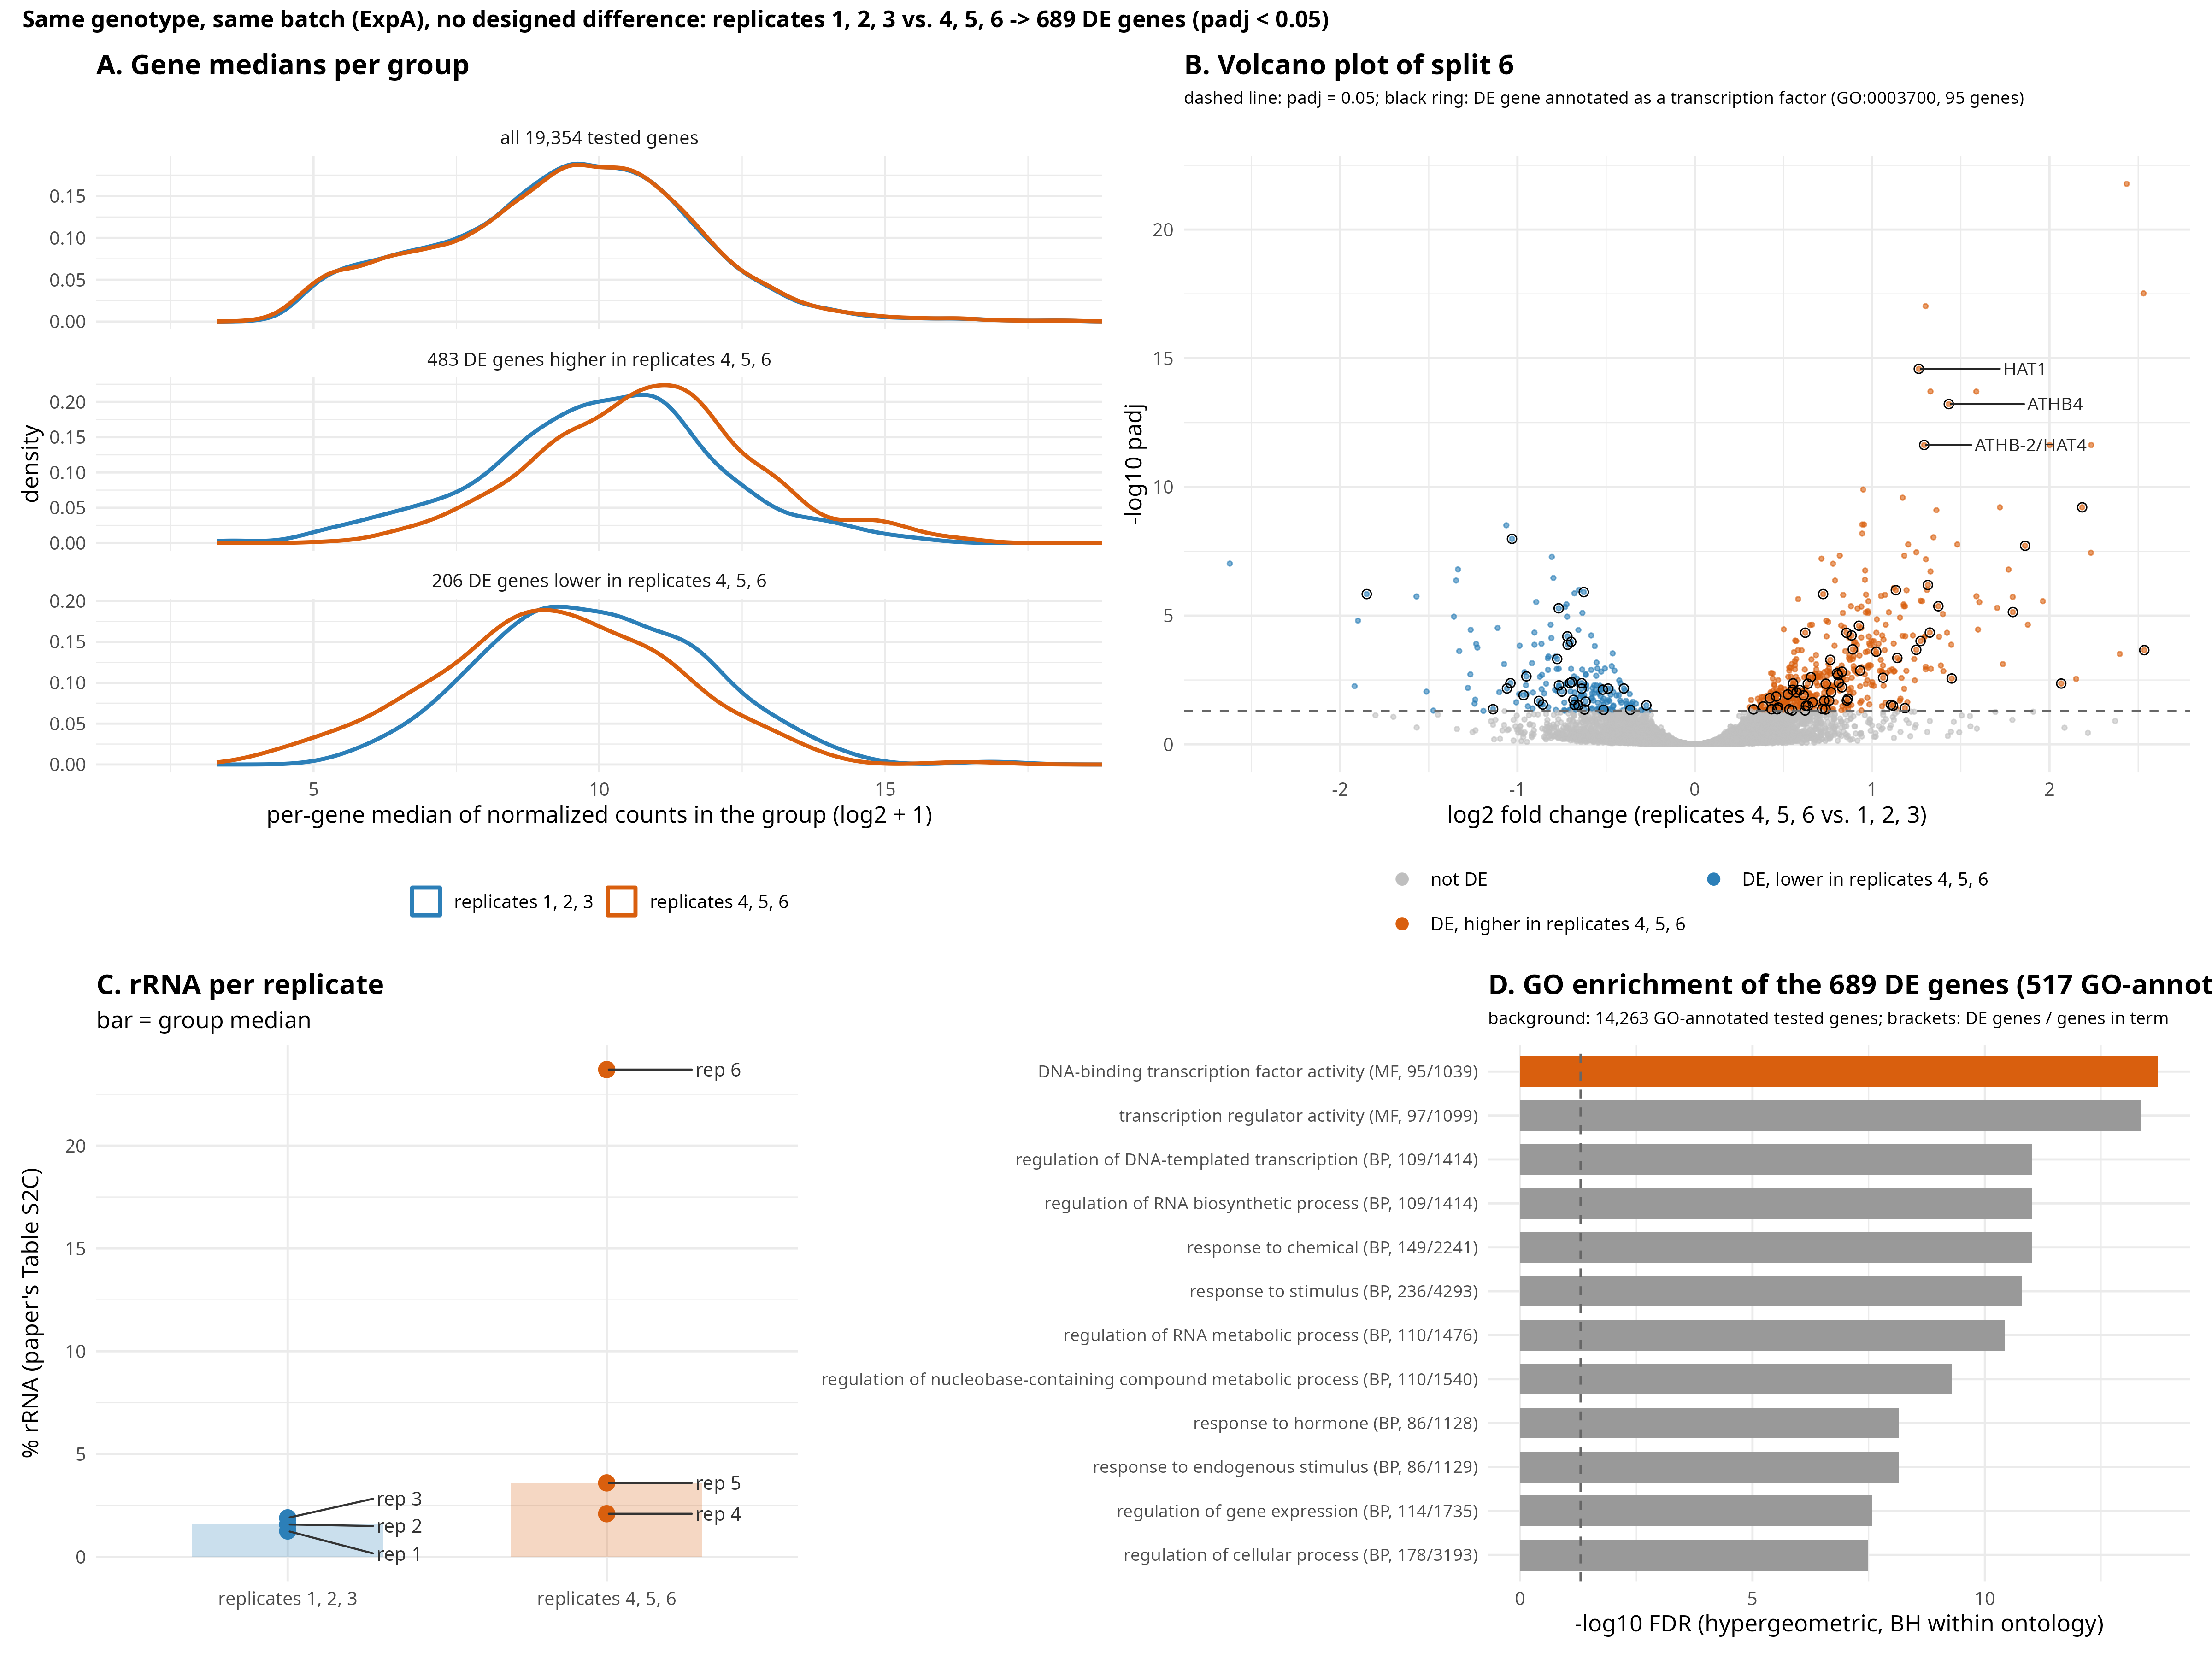 Same genotype, same batch (ExpA), no designed difference: replicates 1, 2, 3 vs. 4, 5, 6 -> 689 DE genes (padj < 0.05)
A. Gene medians per group
all 19,354 tested genes
0.15
0.10
0.05
0.00
483 DE genes higher in replicates 4, 5, 6
0.20
0.15
0.10
0.05
0.00
206 DE genes lower in replicates 4, 5, 6
0.20
0.15
0.10
0.05
0.00
density
5
10
15
per-gene median of normalized counts in the group (log2 + 1)
replicates 1, 2, 3
replicates 4, 5, 6
B. Volcano plot of split 6
dashed line: padj = 0.05; black ring: DE gene annotated as a transcription factor (GO:0003700, 95 genes)
20
15
10
5
0
-log10 padj
HAT1
ATHB4
ATHB-2/HAT4
-2
-1
0
1
2
log2 fold change (replicates 4, 5, 6 vs. 1, 2, 3)
not DE
DE, lower in replicates 4, 5, 6
DE, higher in replicates 4, 5, 6
C. rRNA per replicate
bar = group median
% rRNA (paper's Table S2C)
20
15
10
5
0
rep 6
rep 5
rep 4
rep 3
rep 2
rep 1
replicates 1, 2, 3
replicates 4, 5, 6
D. GO enrichment of the 689 DE genes (517 GO-annot
background: 14,263 GO-annotated tested genes; brackets: DE genes / genes in term
DNA-binding transcription factor activity (MF, 95/1039)
transcription regulator activity (MF, 97/1099)
regulation of DNA-templated transcription (BP, 109/1414)
regulation of RNA biosynthetic process (BP, 109/1414)
response to chemical (BP, 149/2241)
response to stimulus (BP, 236/4293)
regulation of RNA metabolic process (BP, 110/1476)
regulation of nucleobase-containing compound metabolic process (BP, 110/1540)
response to hormone (BP, 86/1128)
response to endogenous stimulus (BP, 86/1129)
regulation of gene expression (BP, 114/1735)
regulation of cellular process (BP, 178/3193)
0
5
10
-log10 FDR (hypergeometric, BH within ontology)